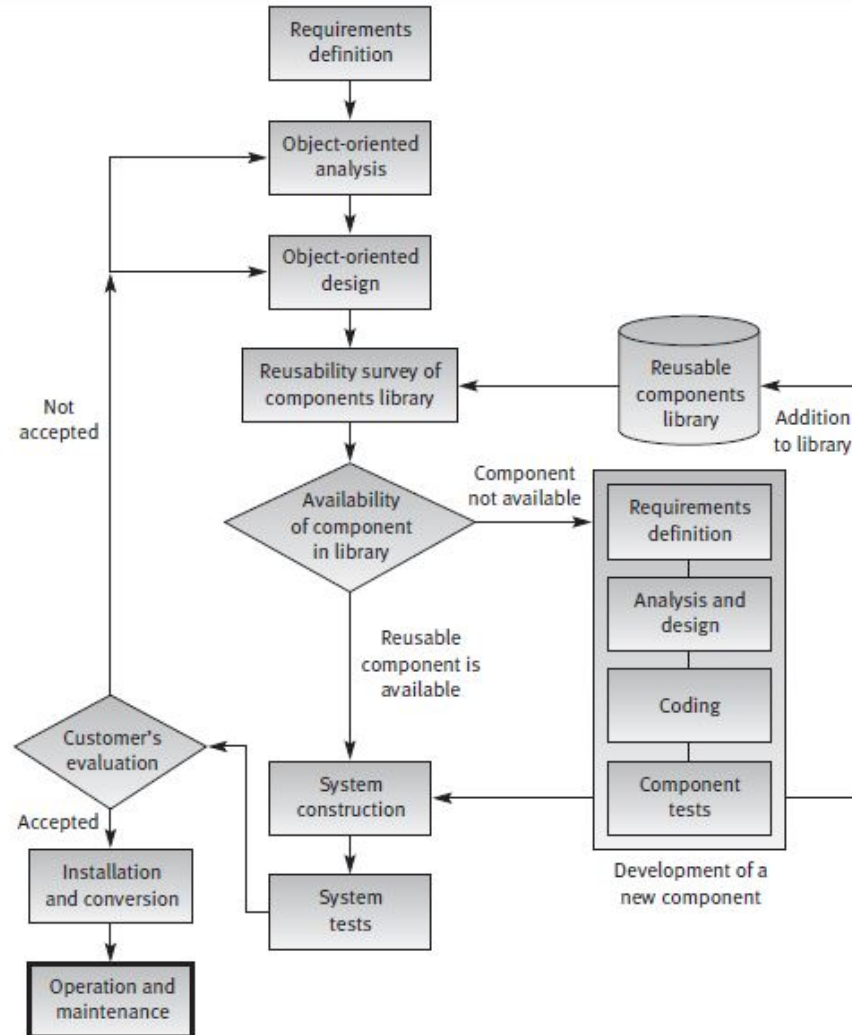 Requirements
definition
Object-oriented
analysis
Object-oriented
design
Reusability survey of
components library
Reusable
components
library
Not
accepted
Addition
to library
Component
not available
Availability
of component
in library
Requirements
definition
Analysis and
design
Reusable
component is
available
Coding
Customer’s
evaluation
System
construction
Component
tests
Accepted
Installation
and conversion
System
tests
Development of a
new component
Operation and
maintenance